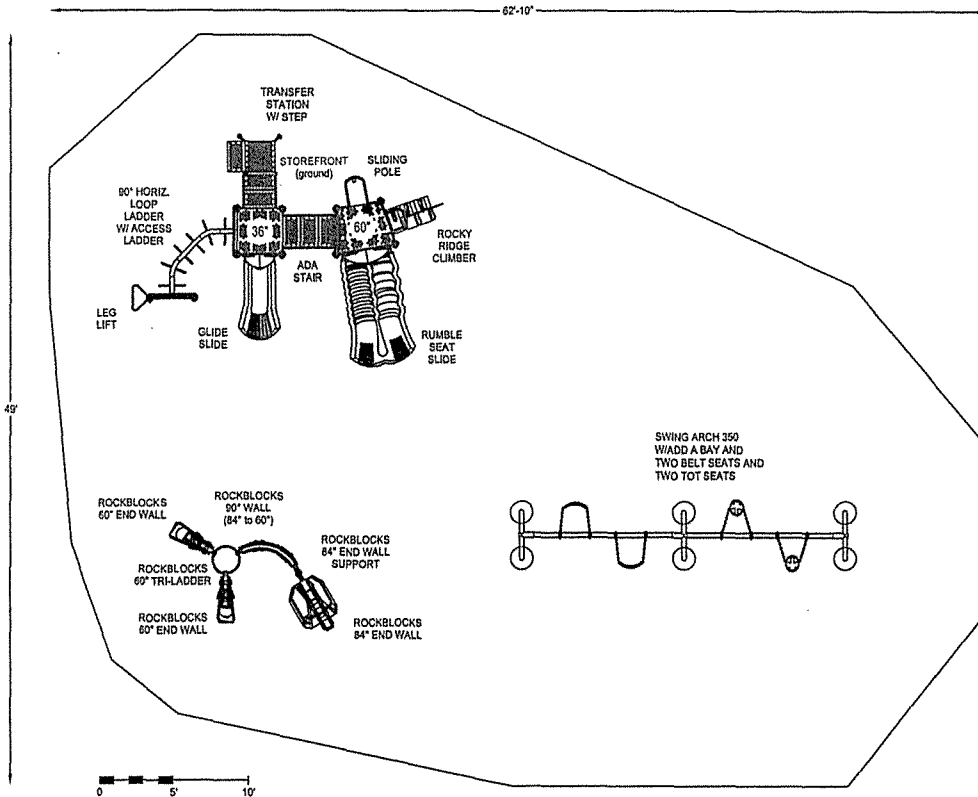 62'-10"
TRANSFER
STATION
W/ STEP
STOREFRONT
(ground)
SLIDING
POLE
90° HORIZ.
LOOP
LADDER
W/ ACCESS
LADDER
36"
60"
ROCKY
RIDGE
CLIMBER
ADA
STAIR
LEG
LIFT
GLIDE
SLIDE
RUMBLE
SEAT
SLIDE
49'
SWING ARCH 350
W/ADD A BAY AND
TWO BELT SEATS AND
TWO TOT SEATS
ROCKBLOCKS
60" END WALL
ROCKBLOCKS
90° WALL
(84" to 60")
ROCKBLOCKS
84" END WALL
SUPPORT
ROCKBLOCKS
60" TRI-LADDER
ROCKBLOCKS
60" END WALL
ROCKBLOCKS
84" END WALL
0 5' 10'